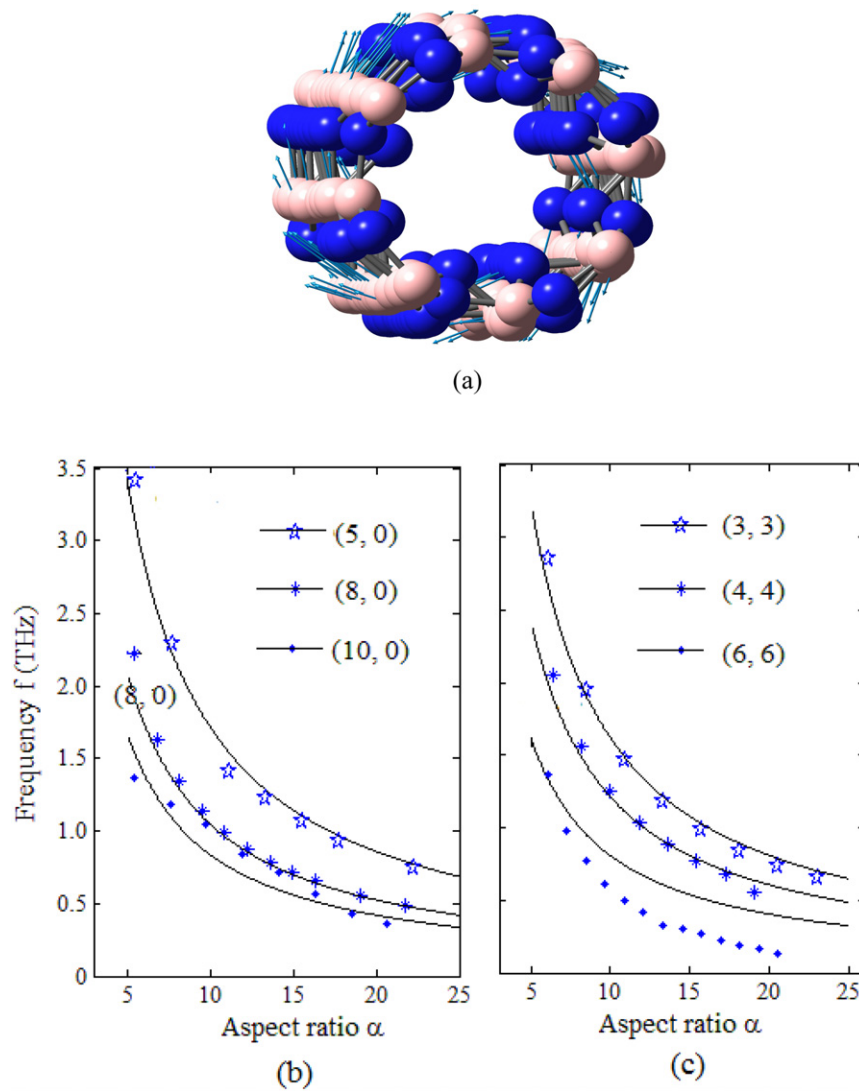 (a)
3.5
3.0
2.5
2.0
1.5
1.0
0.5
0
Frequency f (THz)
(5, 0)
(8, 0)
(10, 0)
(8, 0)
5 10 15 20 25
Aspect ratio α
(b)
(3, 3)
(4, 4)
(6, 6)
5 10 15 20 25
Aspect ratio α
(c)